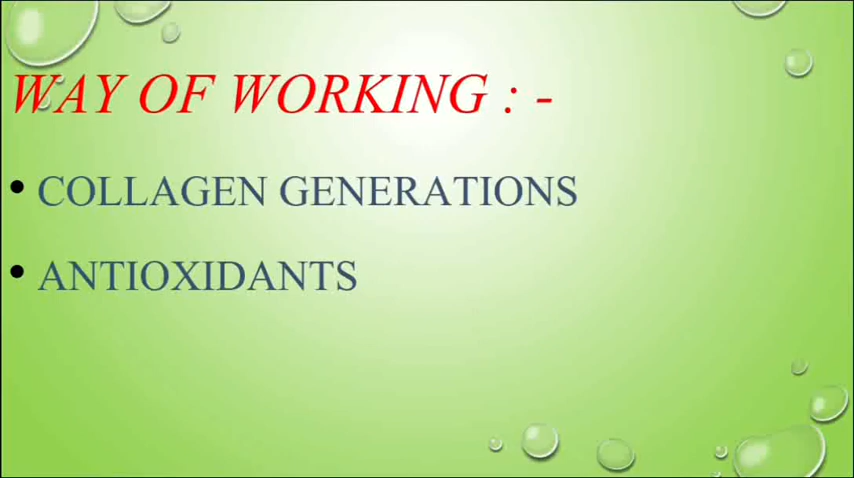 WAY OF WORKING : -
• COLLAGEN GENERATIONS
• ANTIOXIDANTS